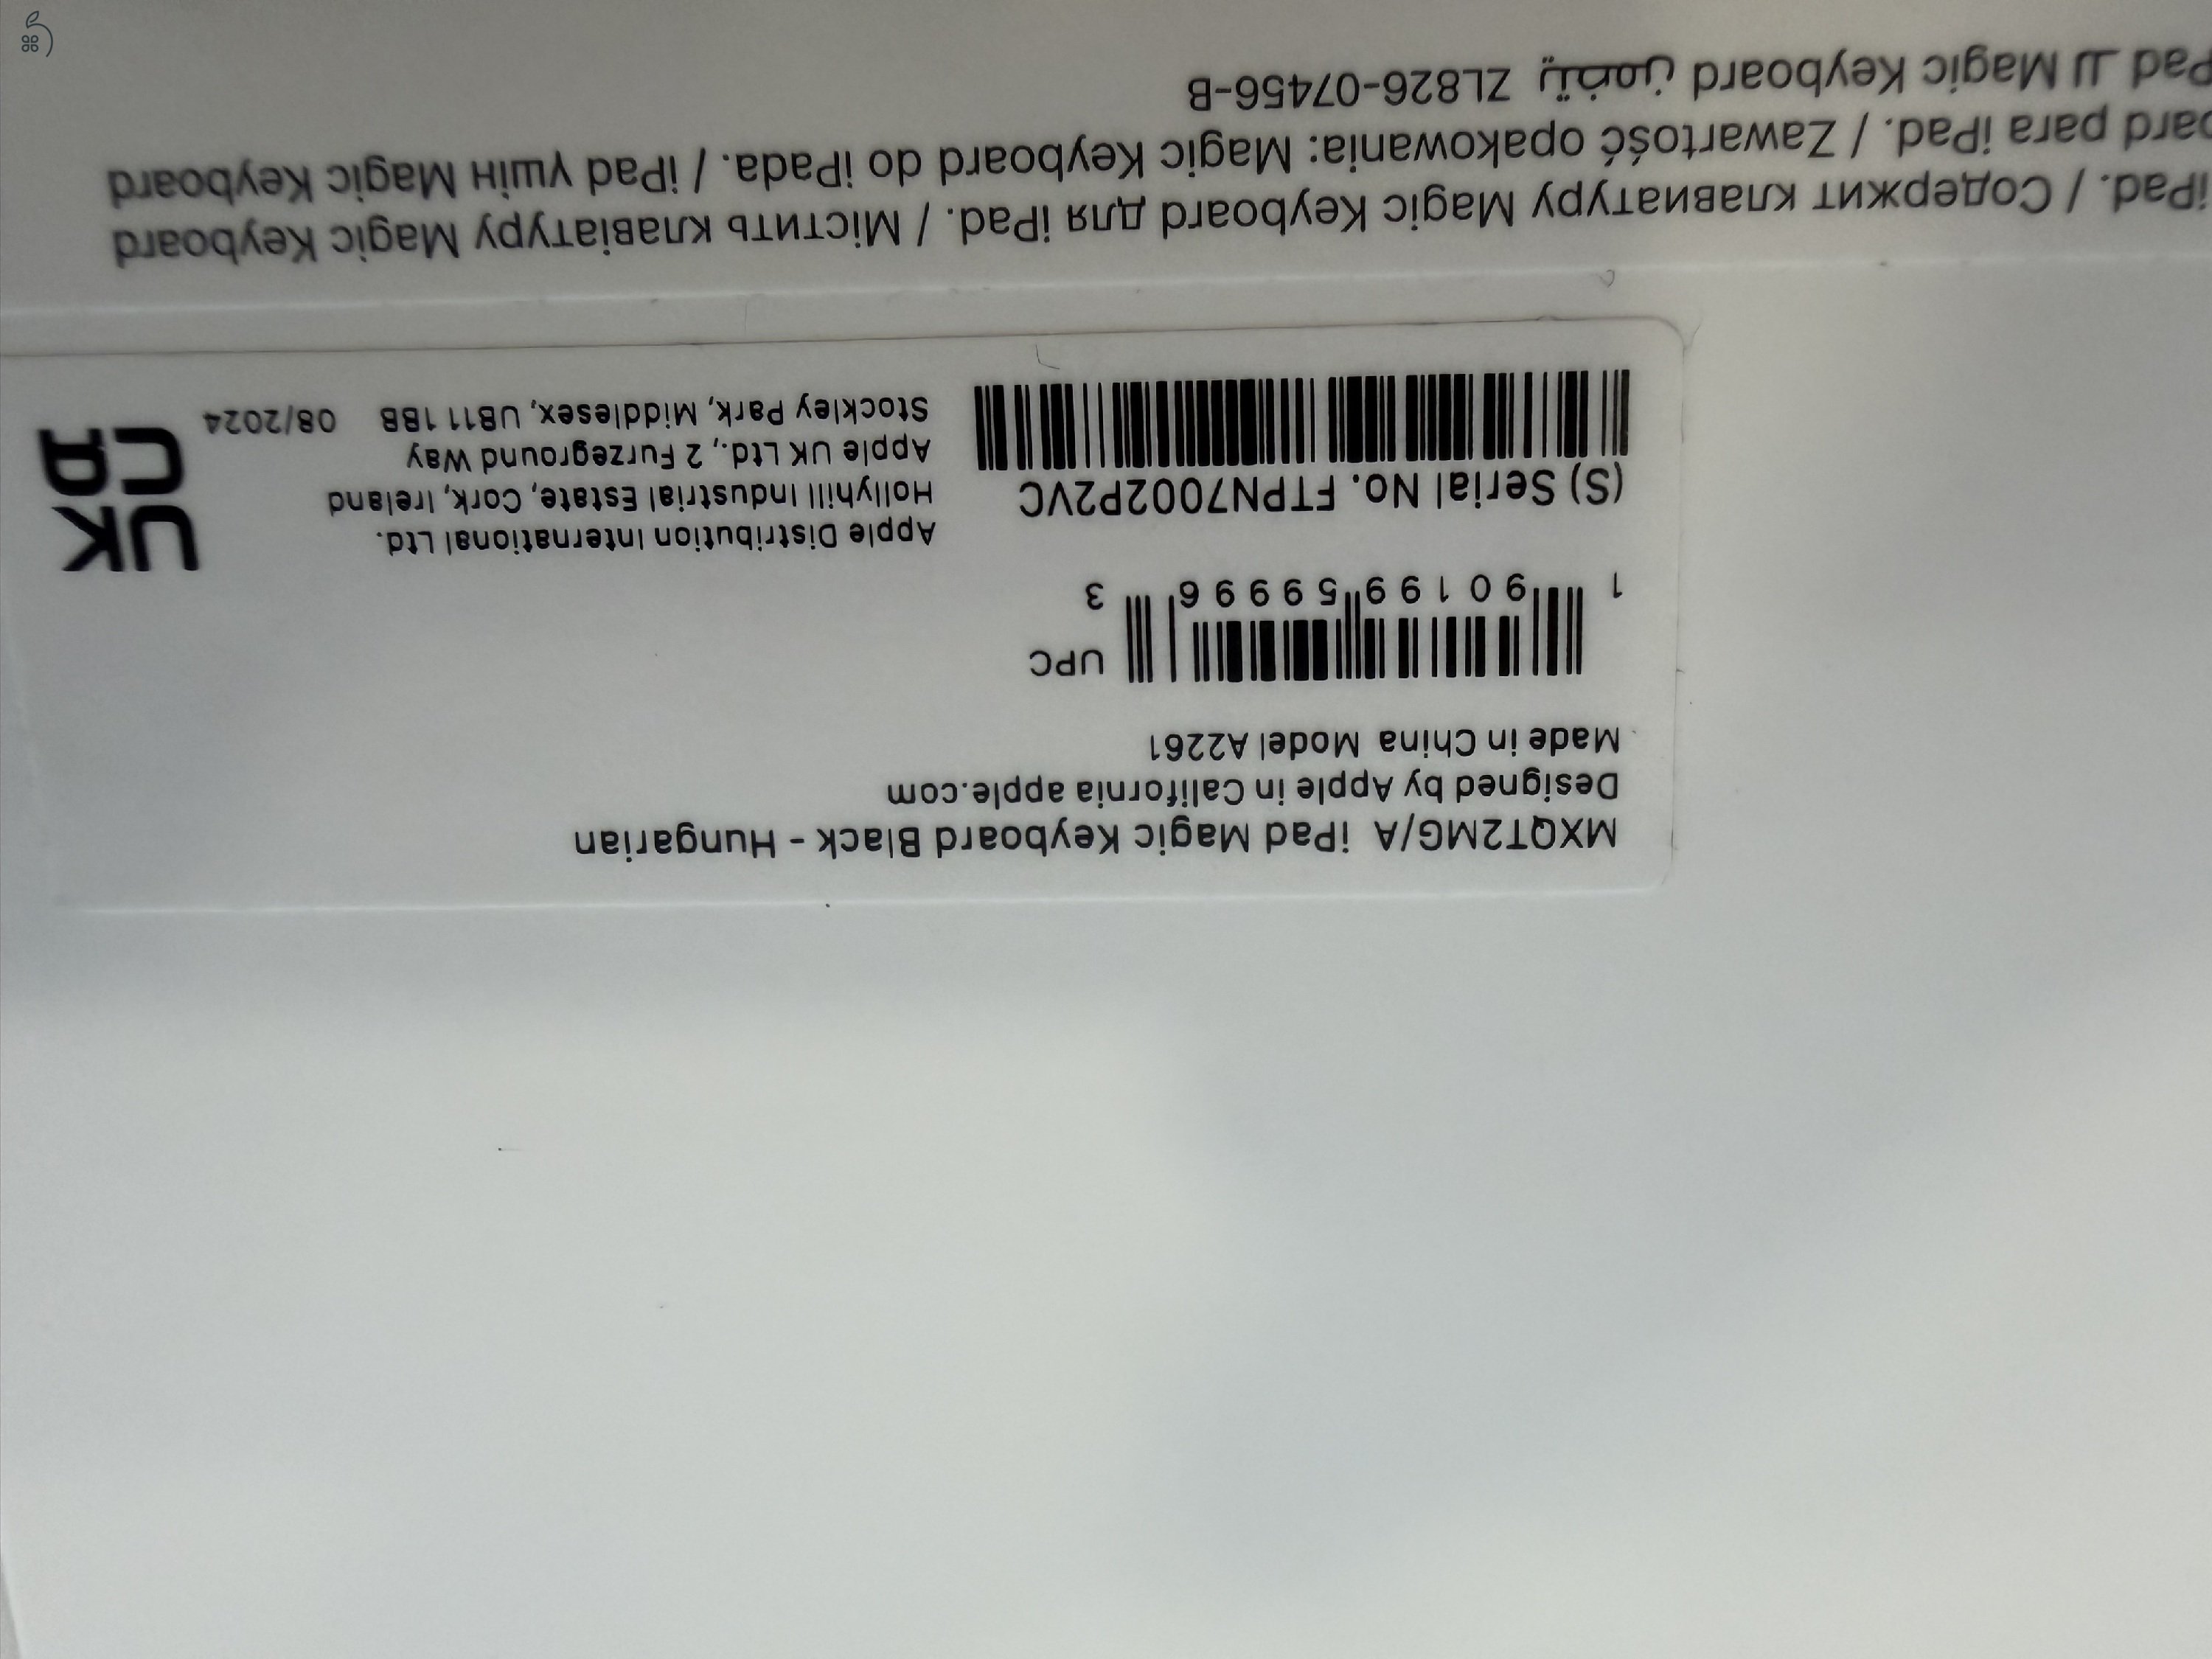 MXQT2MG/A iPad Magic Keyboard Black - Hungarian
Designed by Apple in California apple.com
Made in China Model A2261
UPC
1 90199 59996 3
(S) Serial No. FTPN7002P2VC
Apple Distribution International Ltd.
Hollyhill Industrial Estate, Cork, Ireland
Apple UK Ltd., 2 Furzeground Way
Stockley Park, Middlesex, UB11 1BB 08/2024
UK
CA
iPad. / Содержит клавиатуру Magic Keyboard для iPad. / Містить клавіатуру Magic Keyboard
para iPad. / Zawartość opakowania: Magic Keyboard do iPada. / iPad үшін Magic Keyboard
Magic Keyboard ZL826-07456-B